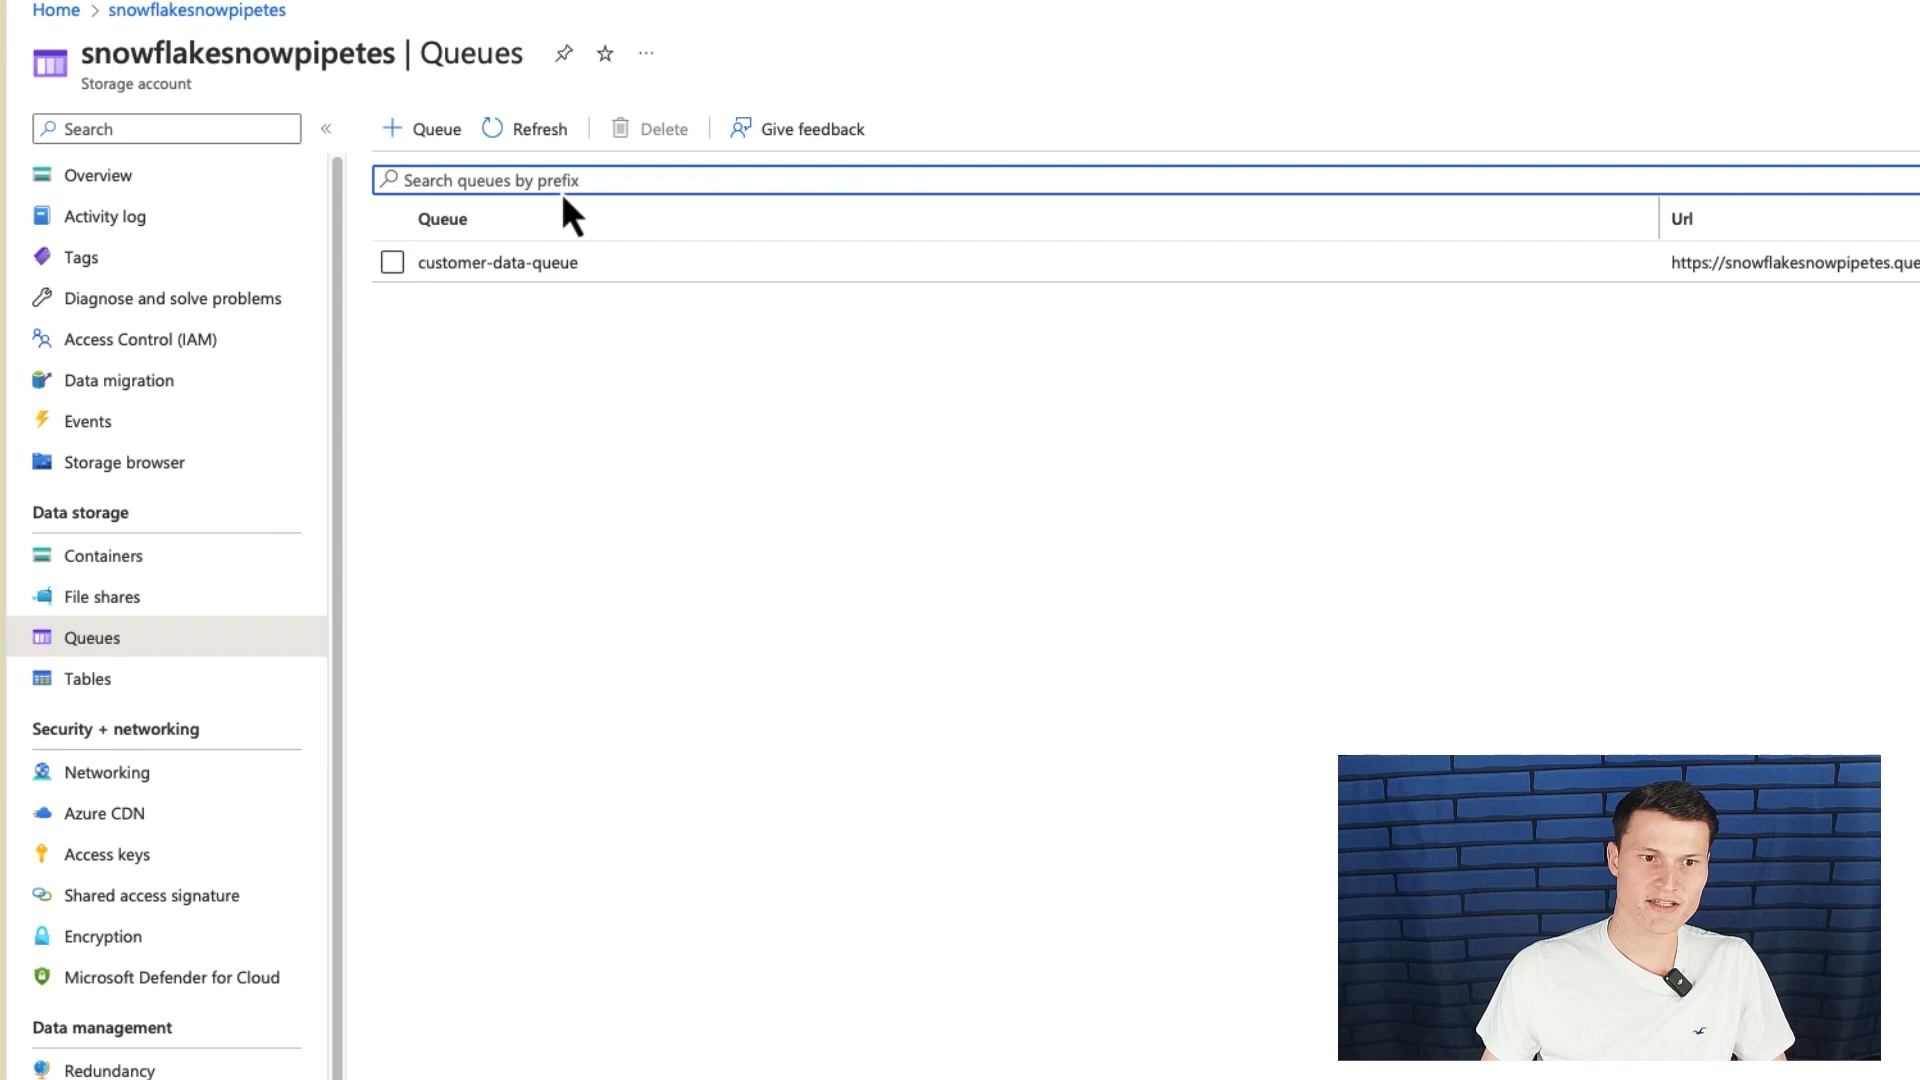 Home > snowflakesnowpipetes
snowflakesnowpipetes | Queues
Storage account
Search
Queue
Refresh
Delete
Give feedback
Search queues by prefix
Queue
Url
customer-data-queue
https://snowflakesnowpipetes.que
Overview
Activity log
Tags
Diagnose and solve problems
Access Control (IAM)
Data migration
Events
Storage browser
Data storage
Containers
File shares
Queues
Tables
Security + networking
Networking
Azure CDN
Access keys
Shared access signature
Encryption
Microsoft Defender for Cloud
Data management
Redundancy